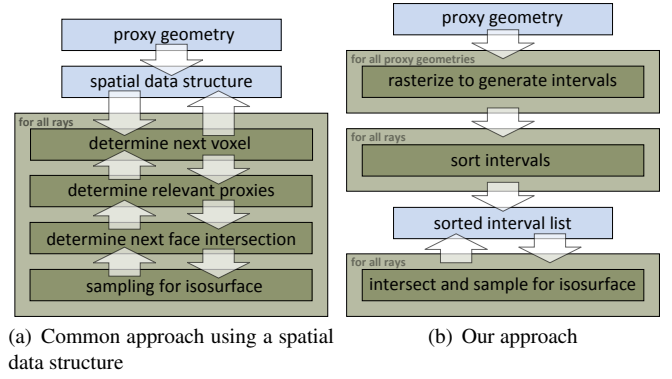 proxy geometry
spatial data structure
for all rays
determine next voxel
determine relevant proxies
determine next face intersection
sampling for isosurface
(a) Common approach using a spatial
data structure
proxy geometry
for all proxy geometries
rasterize to generate intervals
for all rays
sort intervals
sorted interval list
for all rays
intersect and sample for isosurface
(b) Our approach